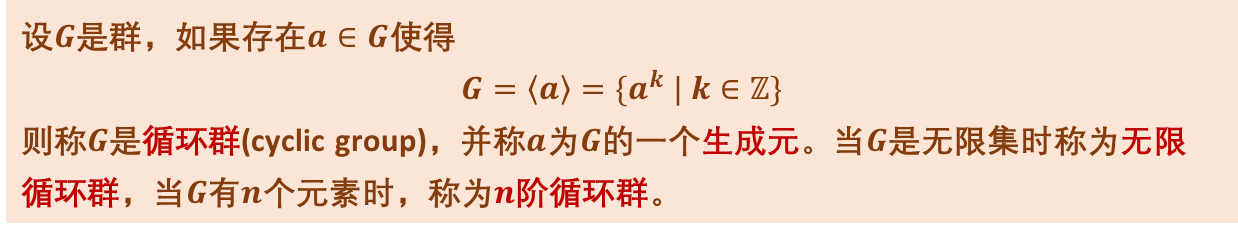 设G是群，如果存在a ∈ G使得
G = ⟨a⟩ = {a^k | k ∈ ℤ}
则称G是循环群(cyclic group)，并称a为G的一个生成元。当G是无限集时称为无限
循环群，当G有n个元素时，称为n阶循环群。